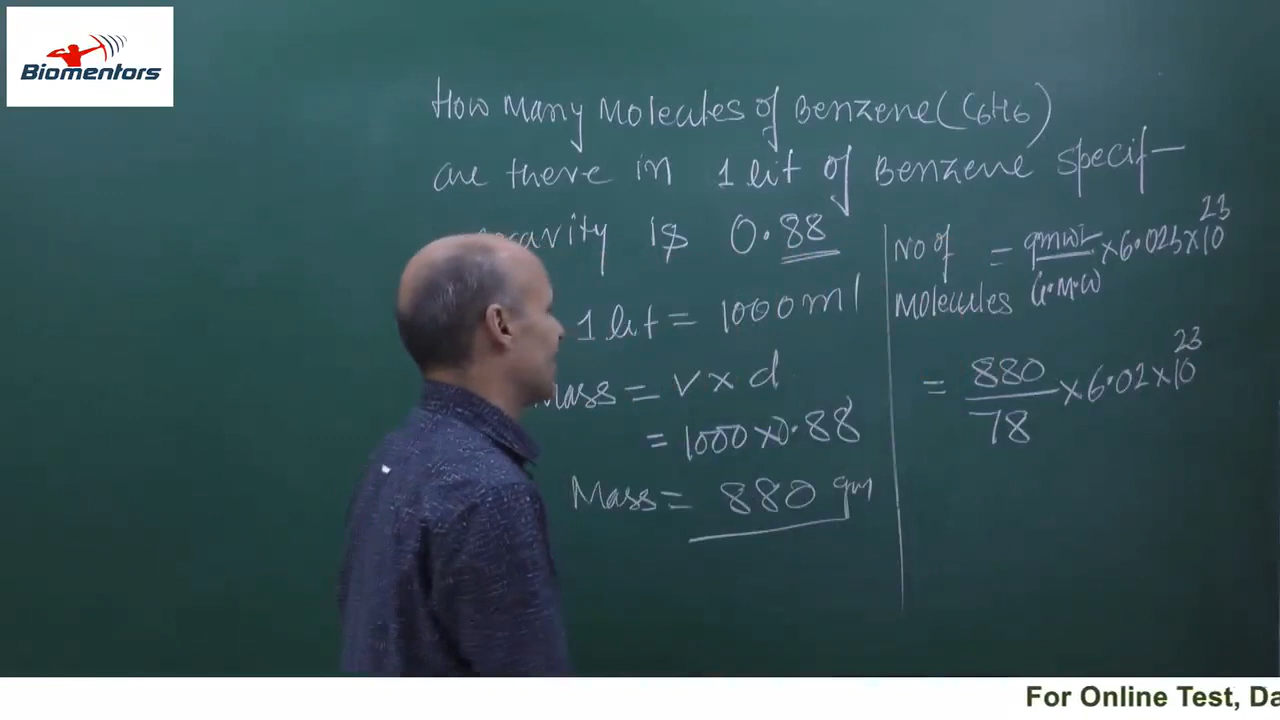 Biomentors
How Many Molecules of Benzene (C6H6)
are there in 1 lit of Benzene specif-
gravity is 0.88
1 lit = 1000 ml
Mass = v x d
= 1000 x 0.88
Mass = 880 gm
No of Molecules = gmwt / G.M.W x 6.023 x 10 23
= 880 / 78 x 6.02 x 10 23
For Online Test, Da